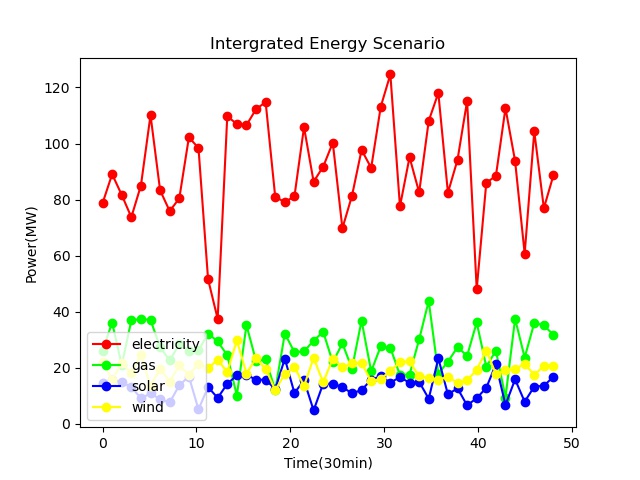 Intergrated Energy Scenario
Power(MW)
120
100
80
60
40
20
0
electricity
gas
solar
wind
0 10 20 30 40 50
Time(30min)